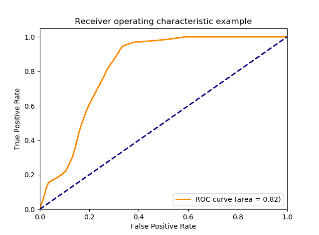 Receiver operating characteristic example
True Positive Rate
1.0
0.8
0.6
0.4
0.2
0.0
ROC curve (area = 0.82)
0.0 0.2 0.4 0.6 0.8 1.0
False Positive Rate